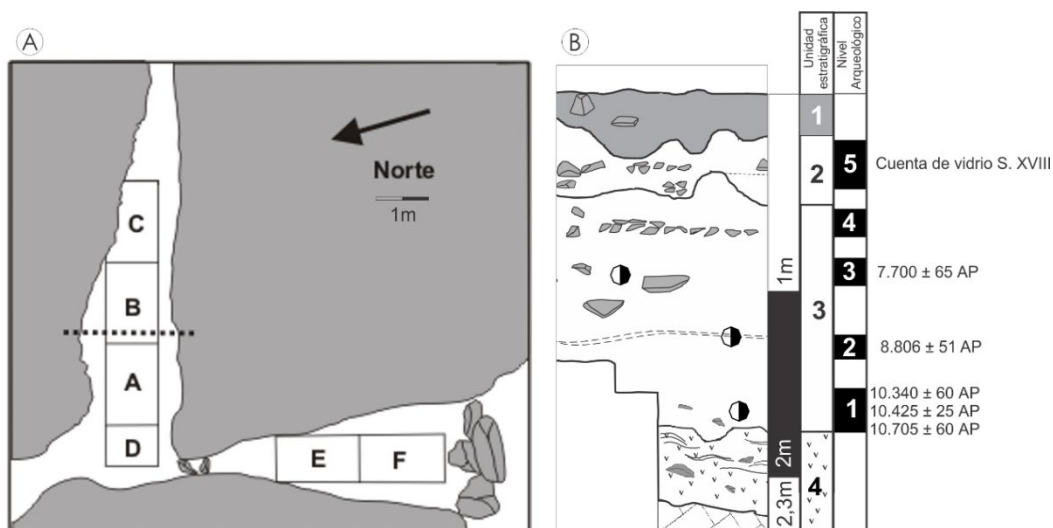 A
Norte
1m
C
B
A
D
E
F
B
Unidad
estratigráfica
Nivel
Arqueológico
1
2
5
Cuenta de vidrio S. XVIII
4
1m
3
3
7.700 ± 65 AP
2
8.806 ± 51 AP
10.340 ± 60 AP
1
10.425 ± 25 AP
10.705 ± 60 AP
2m
4
2,3m